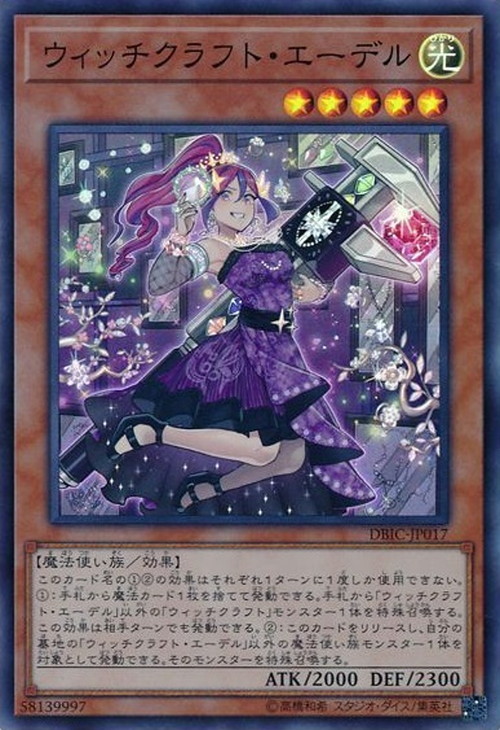 ウィッチクラフト・エーデル
ひかり
光
DBIC-JP017
【魔法使い族／効果】
このカード名の①②の効果はそれぞれ1ターンに1度しか使用できない。
①：手札から魔法カード1枚を捨てて発動できる。手札から「ウィッチクラフ
ト・エーデル」以外の「ウィッチクラフト」モンスター1体を特殊召喚する。
この効果は相手ターンでも発動できる。②：このカードをリリースし、自分の
墓地の「ウィッチクラフト・エーデル」以外の魔法使い族モンスター1体を
対象として発動できる。そのモンスターを特殊召喚する。
ATK/2000 DEF/2300
58139997
©高橋和希 スタジオ・ダイス/集英社